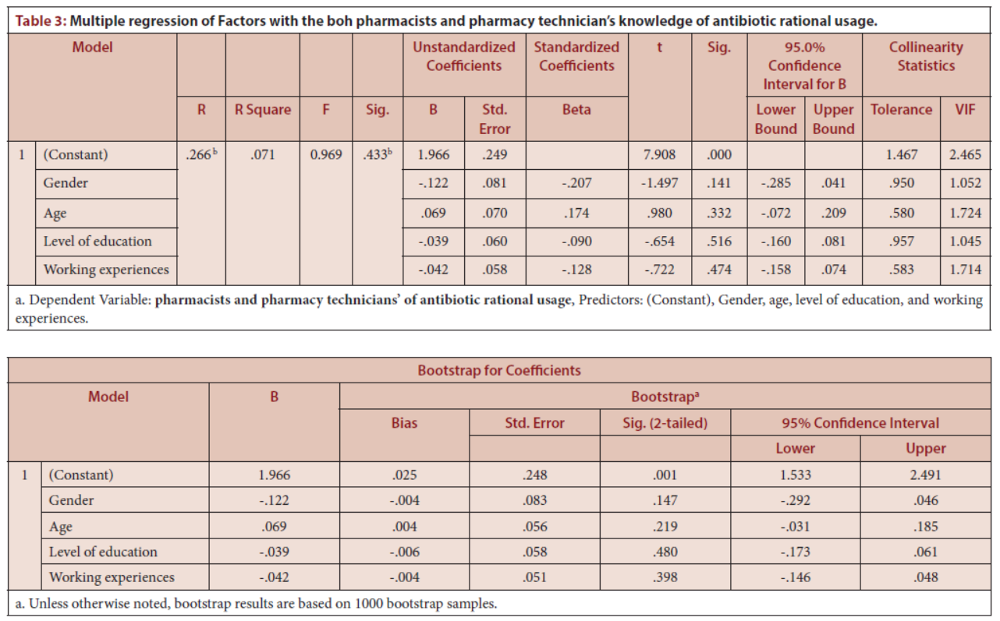 Table 3: Multiple regression of Factors with the boh pharmacists and pharmacy technician's knowledge of antibiotic rational usage.
Model Unstandardized Coefficients Standardized Coefficients t Sig. 95.0% Confidence Interval for B Collinearity Statistics
R R Square F Sig. B Std. Error Beta Lower Bound Upper Bound Tolerance VIF
1 (Constant) .266 b .071 0.969 .433b 1.966 .249 7.908 .000 1.467 2.465
Gender -.122 .081 -.207 -1.497 .141 -.285 .041 .950 1.052
Age .069 .070 .174 .980 .332 -.072 .209 .580 1.724
Level of education -.039 .060 -.090 -.654 .516 -.160 .081 .957 1.045
Working experiences -.042 .058 -.128 -.722 .474 -.158 .074 .583 1.714
a. Dependent Variable: pharmacists and pharmacy technicians' of antibiotic rational usage, Predictors: (Constant), Gender, age, level of education, and working
experiences.
Bootstrap for Coefficients
Model B Bootstrapa
Bias Std. Error Sig. (2-tailed) 95% Confidence Interval
Lower Upper
1 (Constant) 1.966 .025 .248 .001 1.533 2.491
Gender -.122 -.004 .083 .147 -.292 .046
Age .069 .004 .056 .219 -.031 .185
Level of education -.039 -.006 .058 .480 -.173 .061
Working experiences -.042 -.004 .051 .398 -.146 .048
a. Unless otherwise noted, bootstrap results are based on 1000 bootstrap samples.